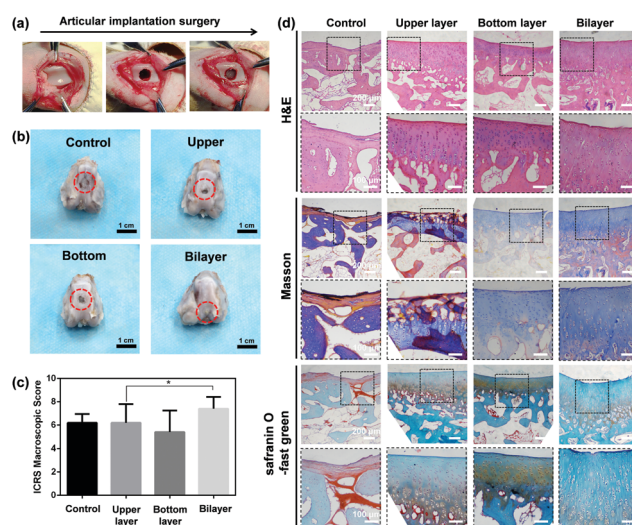 (a)
Articular implantation surgery
(b)
Control
Upper
1 cm
1 cm
Bottom
Bilayer
1 cm
1 cm
(c)
ICRS Macroscopic Score
10
8
6
4
2
0
*
Control
Upper
layer
Bottom
layer
Bilayer
(d)
Control
Upper layer
Bottom layer
Bilayer
H&E
200 μm
100 μm
Masson
200 μm
100 μm
safranin O
-fast green
200 μm
100 μm